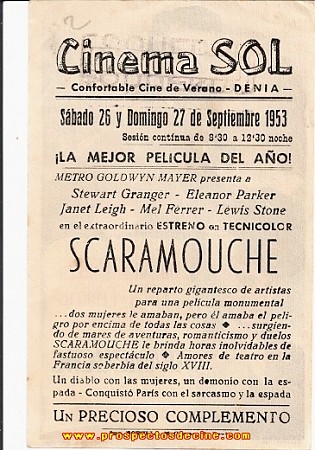 2
Cinema SOL
— Confortable Cine de Verano - DENIA —
Sábado 26 y Domingo 27 de Septiembre 1953
Sesión continua de 8'30 a 12'30 noche
¡LA MEJOR PELICULA DEL AÑO!
METRO GOLDWYN MAYER presenta a
Stewart Granger - Eleanor Parker
Janet Leigh - Mel Ferrer - Lewis Stone
en el extraordinario ESTRENO en TECNICOLOR
SCARAMOUCHE
Un reparto gigantesco de artistas
para una película monumental
...dos mujeres le amaban, pero él amaba el peli-
gro por encima de todas las cosas ◆ ...surgien-
do de mares de aventuras, romanticismo y duelos
SCARAMOUCHE le brinda horas inolvidables de
fastuoso espectáculo ◆ Amores de teatro en la
Francia soberbia del siglo XVIII.
Un diablo con las mujeres, un demonio con la es-
pada - Conquistó París con el sarcasmo y la espada
UN PRECIOSO COMPLEMENTO
www.prospectosdecine.com